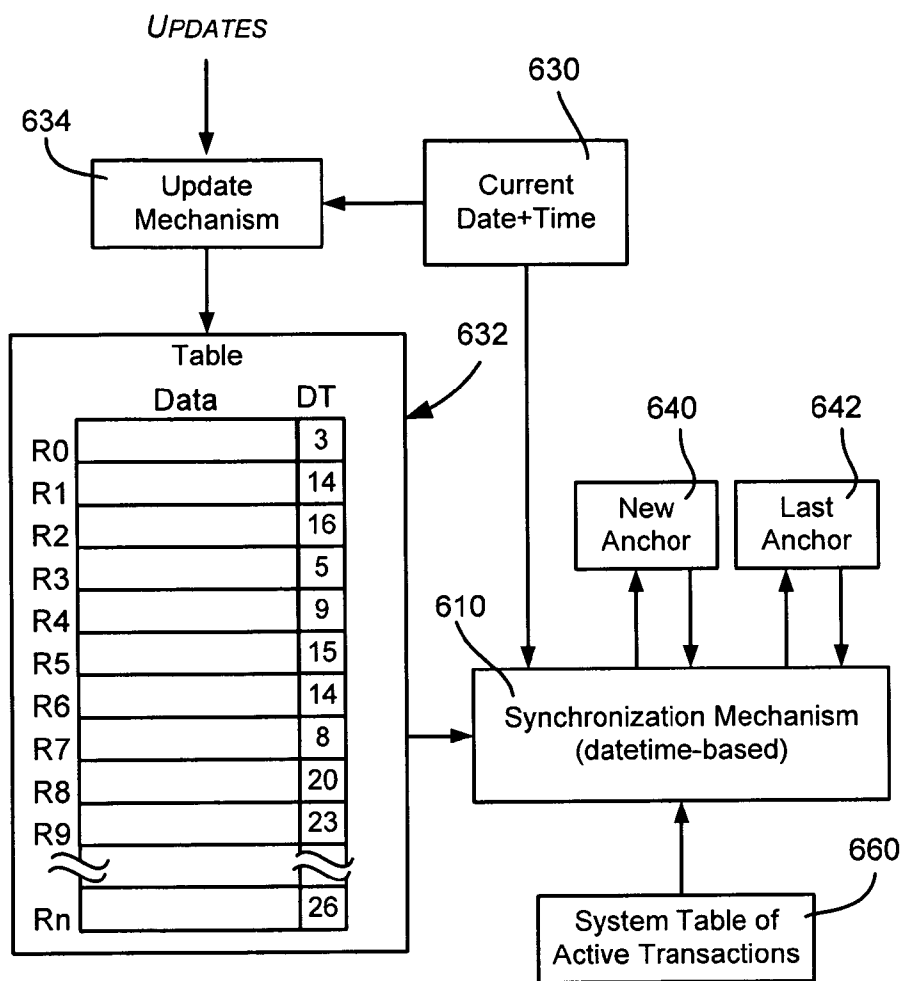 UPDATES
630
634
Update
Mechanism
Current
Date+Time
632
Table
Data DT
R0 3
R1 14
R2 16
R3 5
R4 9
R5 15
R6 14
R7 8
R8 20
R9 23
Rn 26
640
642
New
Anchor
Last
Anchor
610
Synchronization Mechanism
(datetime-based)
660
System Table of
Active Transactions